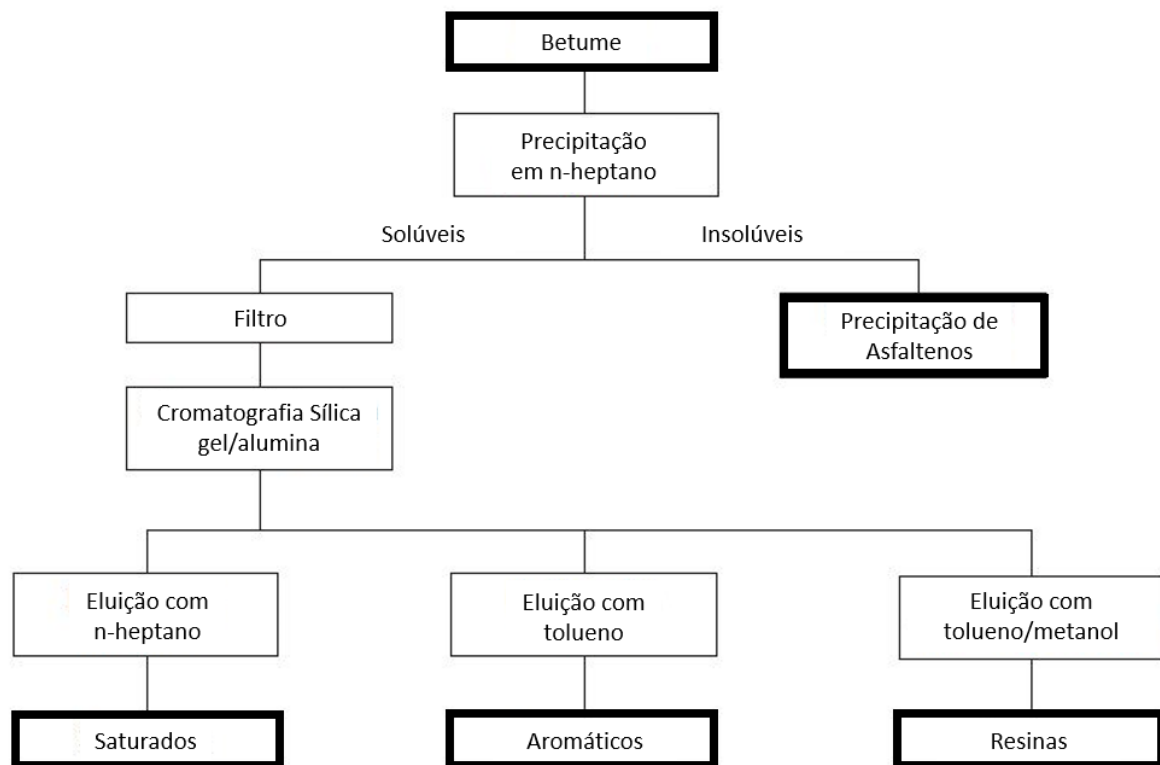 Betume
Precipitação
em n-heptano
Solúveis
Insolúveis
Filtro
Precipitação de
Asfaltenos
Cromatografia Sílica
gel/alumina
Eluição com
n-heptano
Eluição com
tolueno
Eluição com
tolueno/metanol
Saturados
Aromáticos
Resinas